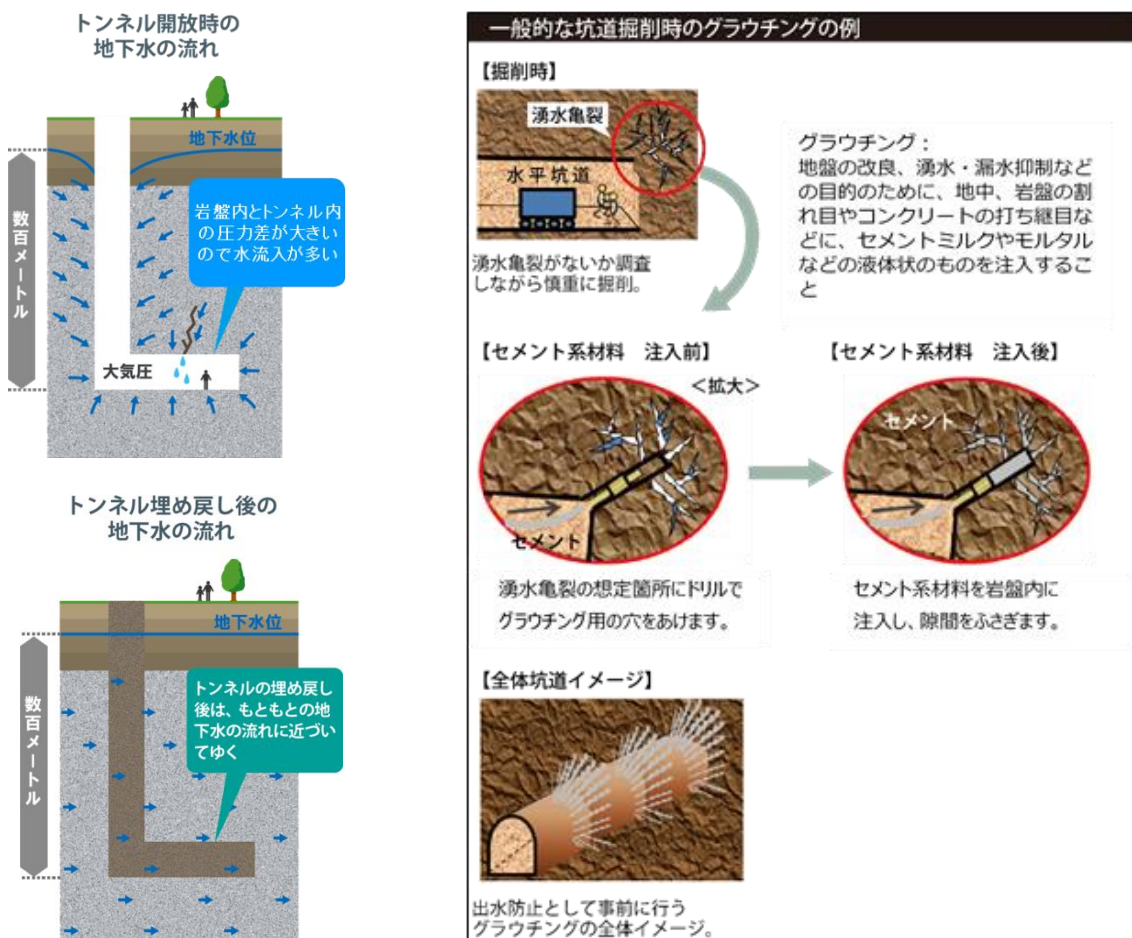 トンネル開放時の
地下水の流れ
地下水位
数百メートル
岩盤内とトンネル内
の圧力差が大きい
ので水流入が多い
大気圧
トンネル埋め戻し後の
地下水の流れ
地下水位
数百メートル
トンネルの埋め戻し
後は、もともとの地
下水の流れに近づい
てゆく
一般的な坑道掘削時のグラウチングの例
【掘削時】
湧水亀裂
水平坑道
湧水亀裂がないか調査
しながら慎重に掘削。
グラウチング：
地盤の改良、湧水・漏水抑制など
の目的のために、地中、岩盤の割
れ目やコンクリートの打ち継目な
どに、セメントミルクやモルタル
などの液体状のものを注入するこ
と
【セメント系材料　注入前】
＜拡大＞
セメント
湧水亀裂の想定箇所にドリルで
グラウチング用の穴をあけます。
【セメント系材料　注入後】
セメント
セメント系材料を岩盤内に
注入し、隙間をふさぎます。
【全体坑道イメージ】
出水防止として事前に行う
グラウチングの全体イメージ。